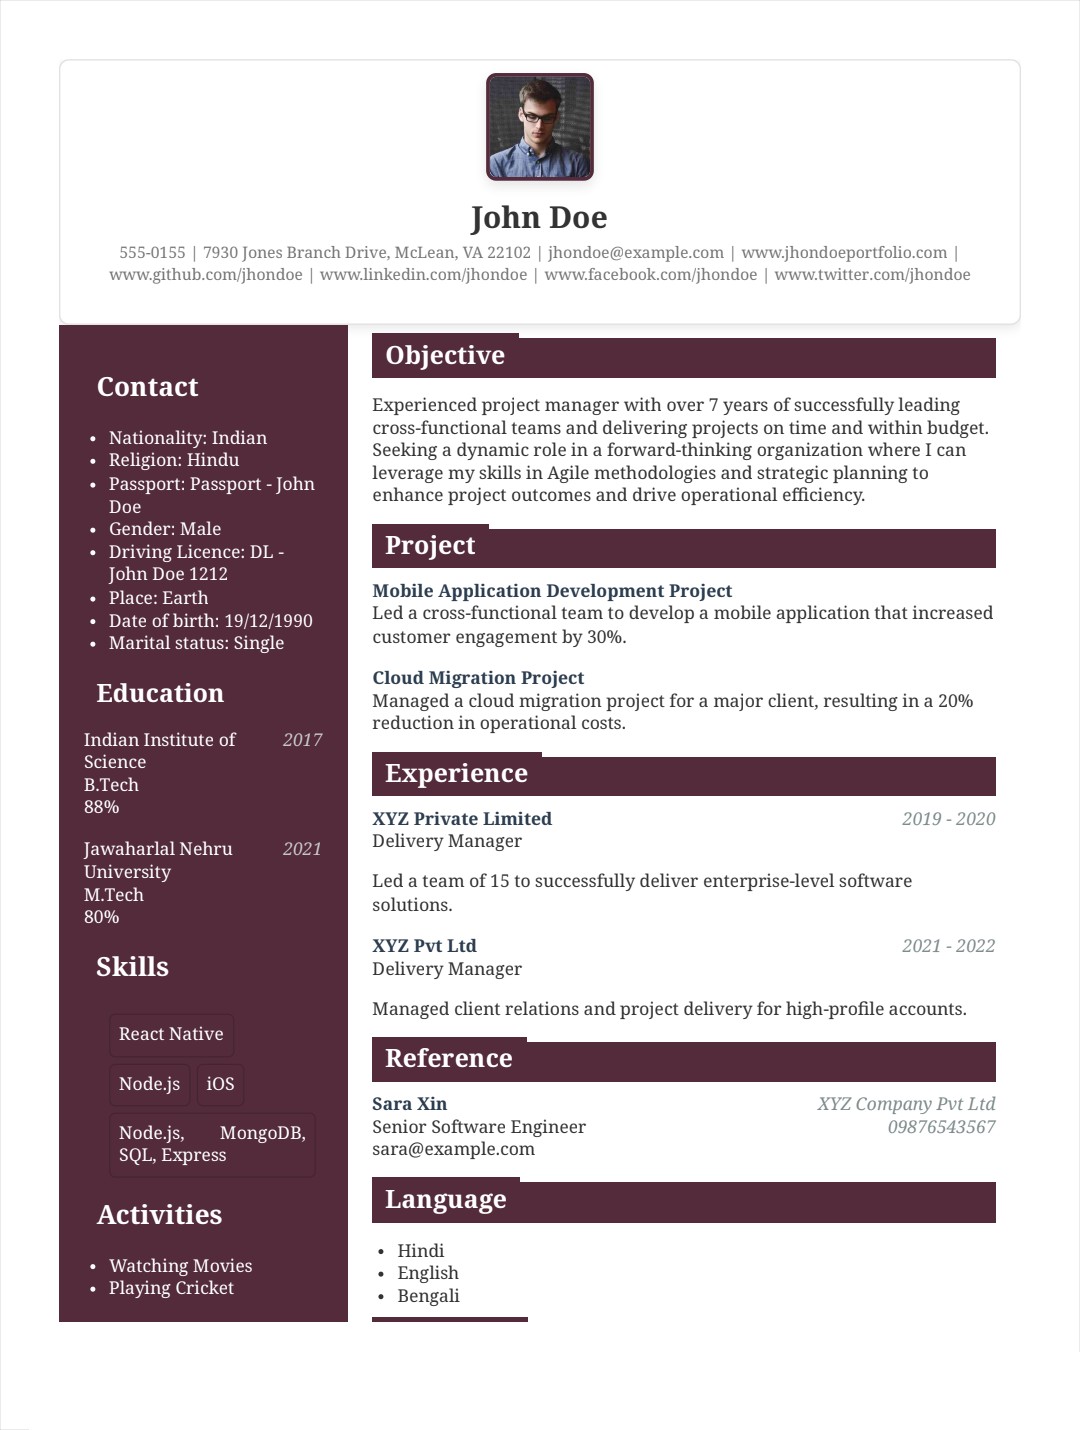 John Doe
555-0155 | 7930 Jones Branch Drive, McLean, VA 22102 | jhondoe@example.com | www.jhondoeportfolio.com |
www.github.com/jhondoe | www.linkedin.com/jhondoe | www.facebook.com/jhondoe | www.twitter.com/jhondoe
Contact
• Nationality: Indian
• Religion: Hindu
• Passport: Passport - John
Doe
• Gender: Male
• Driving Licence: DL -
John Doe 1212
• Place: Earth
• Date of birth: 19/12/1990
• Marital status: Single
Education
Indian Institute of 2017
Science
B.Tech
88%
Jawaharlal Nehru 2021
University
M.Tech
80%
Skills
React Native
Node.js iOS
Node.js, MongoDB,
SQL, Express
Activities
• Watching Movies
• Playing Cricket
Objective
Experienced project manager with over 7 years of successfully leading
cross-functional teams and delivering projects on time and within budget.
Seeking a dynamic role in a forward-thinking organization where I can
leverage my skills in Agile methodologies and strategic planning to
enhance project outcomes and drive operational efficiency.
Project
Mobile Application Development Project
Led a cross-functional team to develop a mobile application that increased
customer engagement by 30%.
Cloud Migration Project
Managed a cloud migration project for a major client, resulting in a 20%
reduction in operational costs.
Experience
XYZ Private Limited 2019 - 2020
Delivery Manager
Led a team of 15 to successfully deliver enterprise-level software
solutions.
XYZ Pvt Ltd 2021 - 2022
Delivery Manager
Managed client relations and project delivery for high-profile accounts.
Reference
Sara Xin XYZ Company Pvt Ltd
Senior Software Engineer 09876543567
sara@example.com
Language
• Hindi
• English
• Bengali